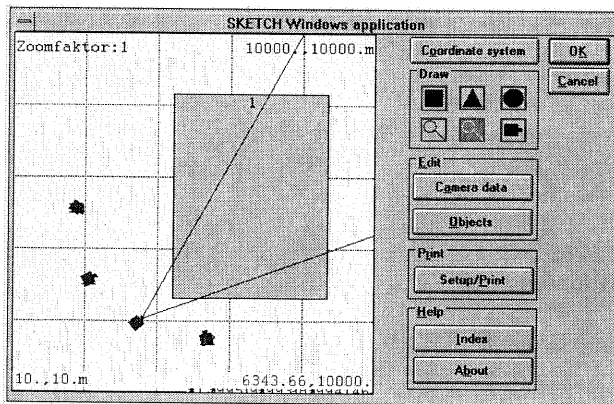 SKETCH Windows application
Zoomfaktor:1
10000.,10000.m
1
10.,10.m
6343.66,10000.
Coordinate system
OK
Cancel
Draw
Edit
Camera data
Objects
Print
Setup/Print
Help
Index
About